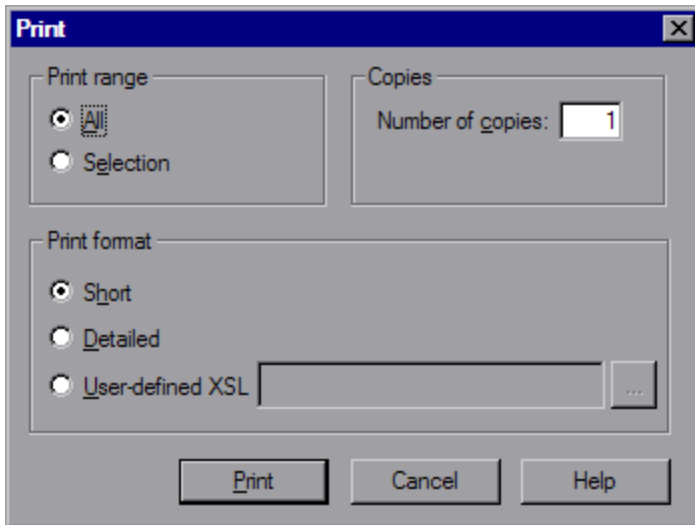 Print
Print range
All
Selection
Copies
Number of copies: 1
Print format
Short
Detailed
User-defined XSL ...
Print Cancel Help